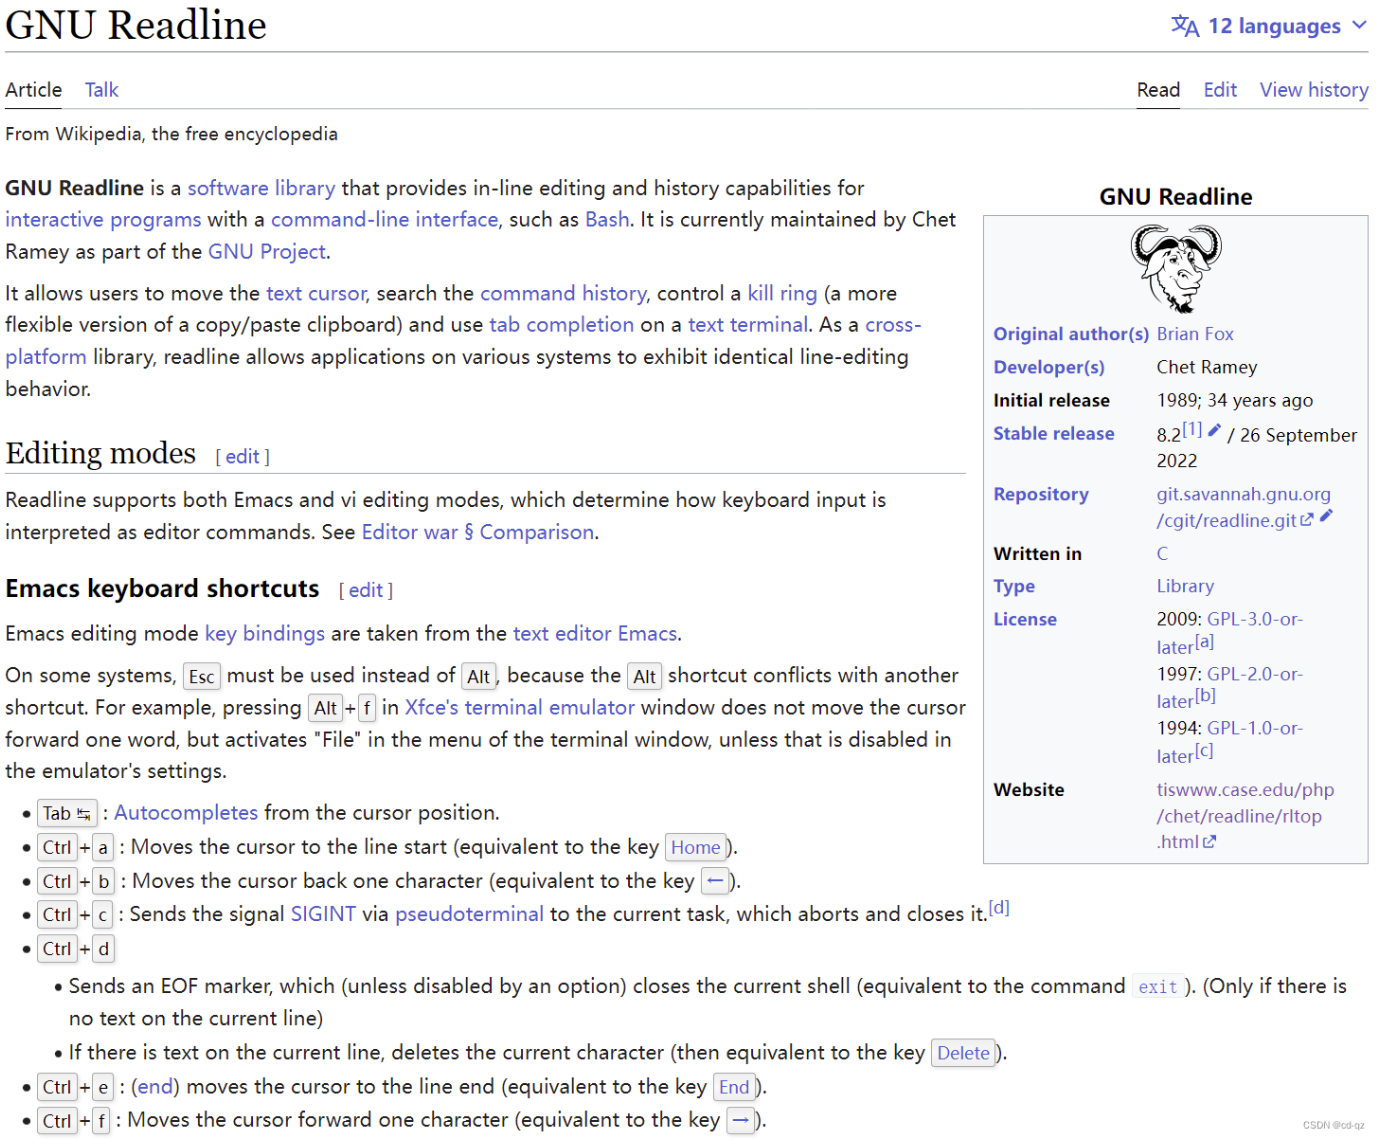 GNU Readline
文A 12 languages
Article Talk
Read Edit View history
From Wikipedia, the free encyclopedia
GNU Readline is a software library that provides in-line editing and history capabilities for
interactive programs with a command-line interface, such as Bash. It is currently maintained by Chet
Ramey as part of the GNU Project.
It allows users to move the text cursor, search the command history, control a kill ring (a more
flexible version of a copy/paste clipboard) and use tab completion on a text terminal. As a cross-
platform library, readline allows applications on various systems to exhibit identical line-editing
behavior.
Editing modes [ edit ]
Readline supports both Emacs and vi editing modes, which determine how keyboard input is
interpreted as editor commands. See Editor war § Comparison.
Emacs keyboard shortcuts [ edit ]
Emacs editing mode key bindings are taken from the text editor Emacs.
On some systems, Esc must be used instead of Alt, because the Alt shortcut conflicts with another
shortcut. For example, pressing Alt+f in Xfce's terminal emulator window does not move the cursor
forward one word, but activates "File" in the menu of the terminal window, unless that is disabled in
the emulator's settings.
• Tab ↹ : Autocompletes from the cursor position.
• Ctrl+a : Moves the cursor to the line start (equivalent to the key Home).
• Ctrl+b : Moves the cursor back one character (equivalent to the key ←).
• Ctrl+c : Sends the signal SIGINT via pseudoterminal to the current task, which aborts and closes it.[d]
• Ctrl+d
• Sends an EOF marker, which (unless disabled by an option) closes the current shell (equivalent to the command exit). (Only if there is
no text on the current line)
• If there is text on the current line, deletes the current character (then equivalent to the key Delete).
• Ctrl+e : (end) moves the cursor to the line end (equivalent to the key End).
• Ctrl+f : Moves the cursor forward one character (equivalent to the key →).
GNU Readline
Original author(s) Brian Fox
Developer(s) Chet Ramey
Initial release 1989; 34 years ago
Stable release 8.2[1] / 26 September
2022
Repository git.savannah.gnu.org
/cgit/readline.git
Written in C
Type Library
License 2009: GPL-3.0-or-
later[a]
1997: GPL-2.0-or-
later[b]
1994: GPL-1.0-or-
later[c]
Website tiswww.case.edu/php
/chet/readline/rltop
.html
CSDN @cd-qz